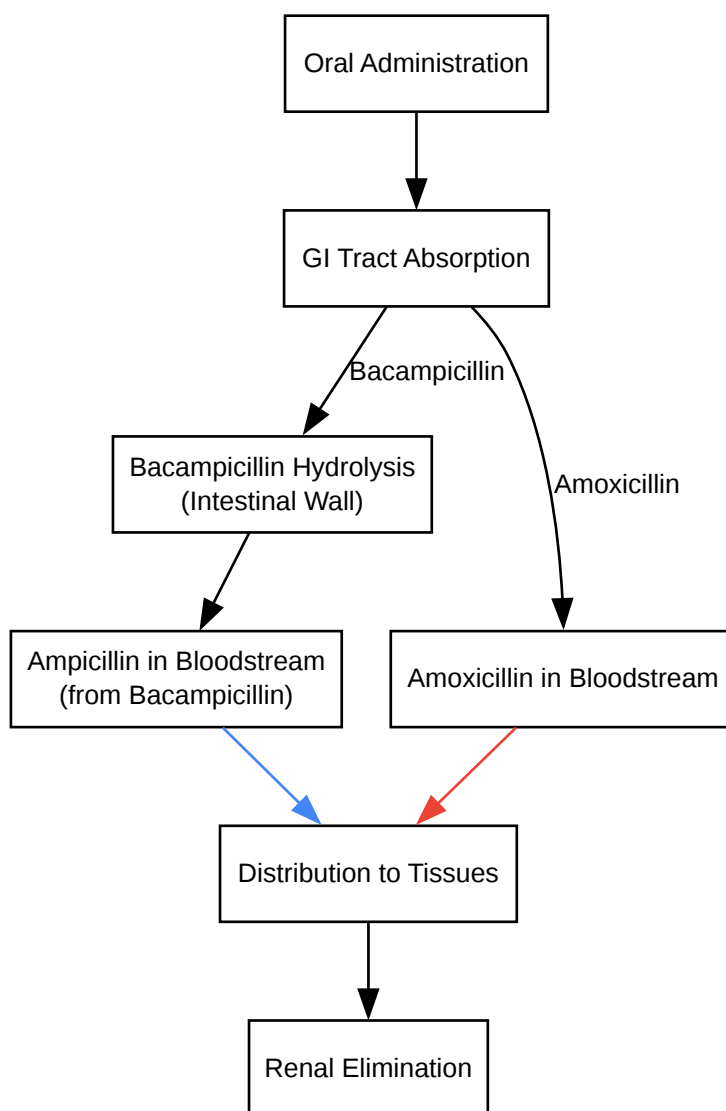 Oral Administration
GI Tract Absorption
Bacampicillin
Bacampicillin Hydrolysis
(Intestinal Wall)
Amoxicillin
Ampicillin in Bloodstream
(from Bacampicillin)
Amoxicillin in Bloodstream
Distribution to Tissues
Renal Elimination